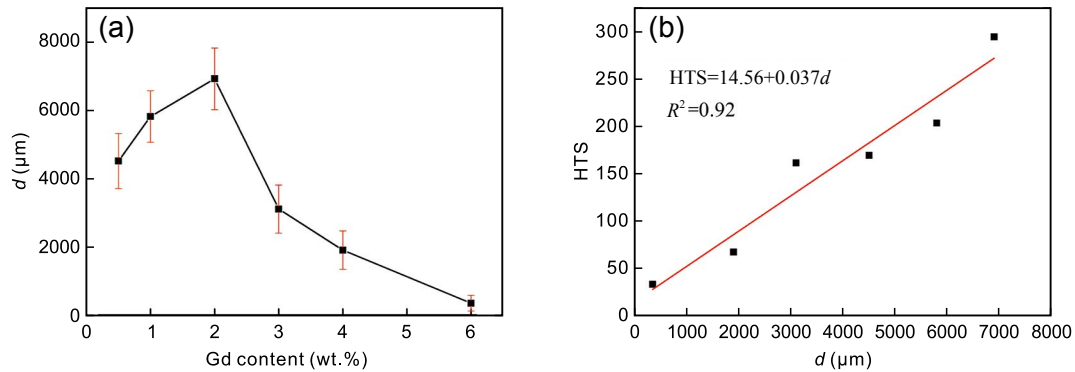 (a)
8000
6000
4000
2000
0
d (μm)
0 1 2 3 4 5 6
Gd content (wt.%)
(b)
HTS=14.56+0.037d
R²=0.92
300
250
200
150
100
50
0
HTS
0 1000 2000 3000 4000 5000 6000 7000 8000
d (μm)